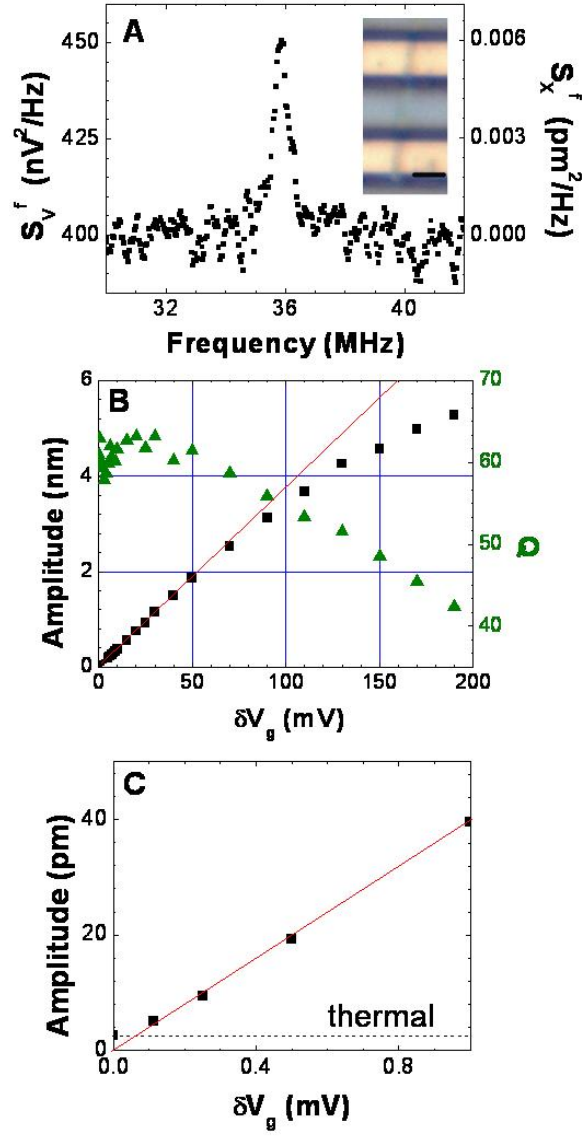 A
450
425
400
S_V^f (nV²/Hz)
0.006
0.003
0.000
S_X^f (pm²/Hz)
32 36 40
Frequency (MHz)
B
6
4
2
0
Amplitude (nm)
70
60
50
40
Q
0 50 100 150 200
δV_g (mV)
C
40
20
0
Amplitude (pm)
thermal
0.0 0.4 0.8
δV_g (mV)